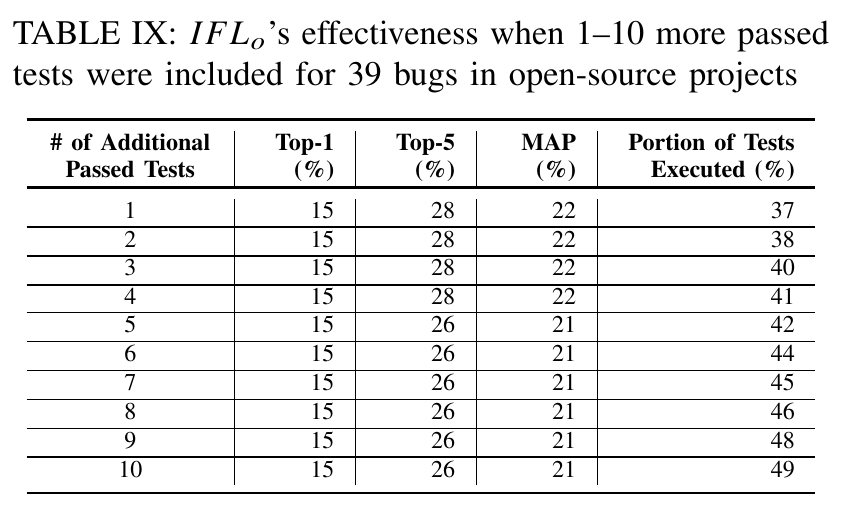 TABLE IX: IFLₒ's effectiveness when 1–10 more passed
tests were included for 39 bugs in open-source projects
# of Additional Top-1 Top-5 MAP Portion of Tests
Passed Tests (%) (%) (%) Executed (%)
1 15 28 22 37
2 15 28 22 38
3 15 28 22 40
4 15 28 22 41
5 15 26 21 42
6 15 26 21 44
7 15 26 21 45
8 15 26 21 46
9 15 26 21 48
10 15 26 21 49